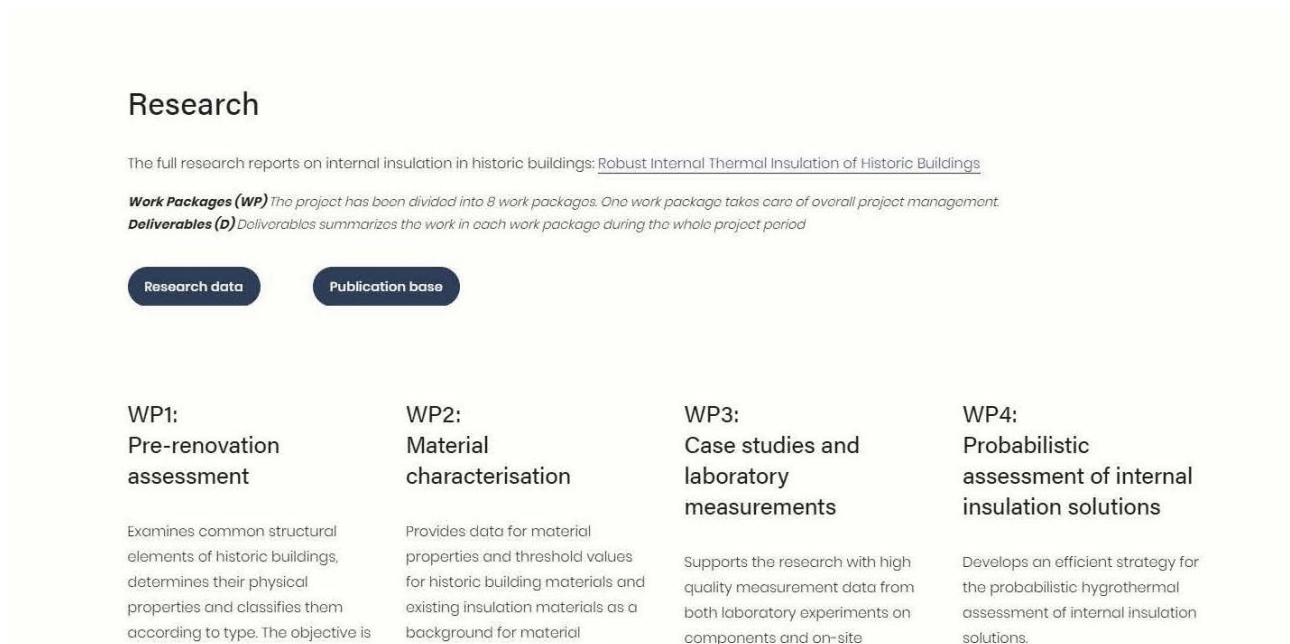 Research
The full research reports on internal insulation in historic buildings: Robust Internal Thermal Insulation of Historic Buildings
Work Packages (WP) The project has been divided into 8 work packages. One work package takes care of overall project management.
Deliverables (D) Deliverables summarizes the work in each work package during the whole project period
Research data
Publication base
WP1:
Pre-renovation
assessment
Examines common structural
elements of historic buildings,
determines their physical
properties and classifies them
according to type. The objective is
WP2:
Material
characterisation
Provides data for material
properties and threshold values
for historic building materials and
existing insulation materials as a
background for material
WP3:
Case studies and
laboratory
measurements
Supports the research with high
quality measurement data from
both laboratory experiments on
components and on-site
WP4:
Probabilistic
assessment of internal
insulation solutions
Develops an efficient strategy for
the probabilistic hygrothermal
assessment of internal insulation
solutions.